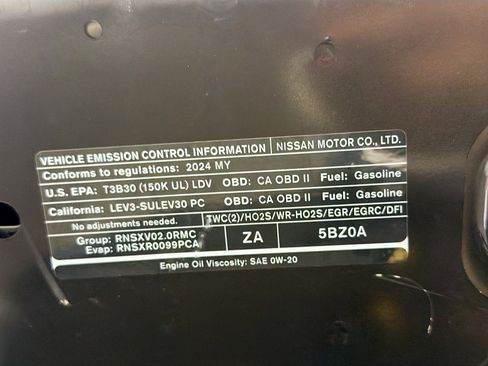 VEHICLE EMISSION CONTROL INFORMATION NISSAN MOTOR CO., LTD.
Conforms to regulations: 2024 MY
U.S. EPA: T3B30 (150K UL) LDV OBD: CA OBD II Fuel: Gasoline
California: LEV3-SULEV30 PC OBD: CA OBD II Fuel: Gasoline
No adjustments needed. TWC(2)/HO2S/WR-HO2S/EGR/EGRC/DFI
Group: RNSXV02.0RMC
Evap: RNSXR0099PCA ZA 5BZ0A
Engine Oil Viscosity: SAE 0W-20